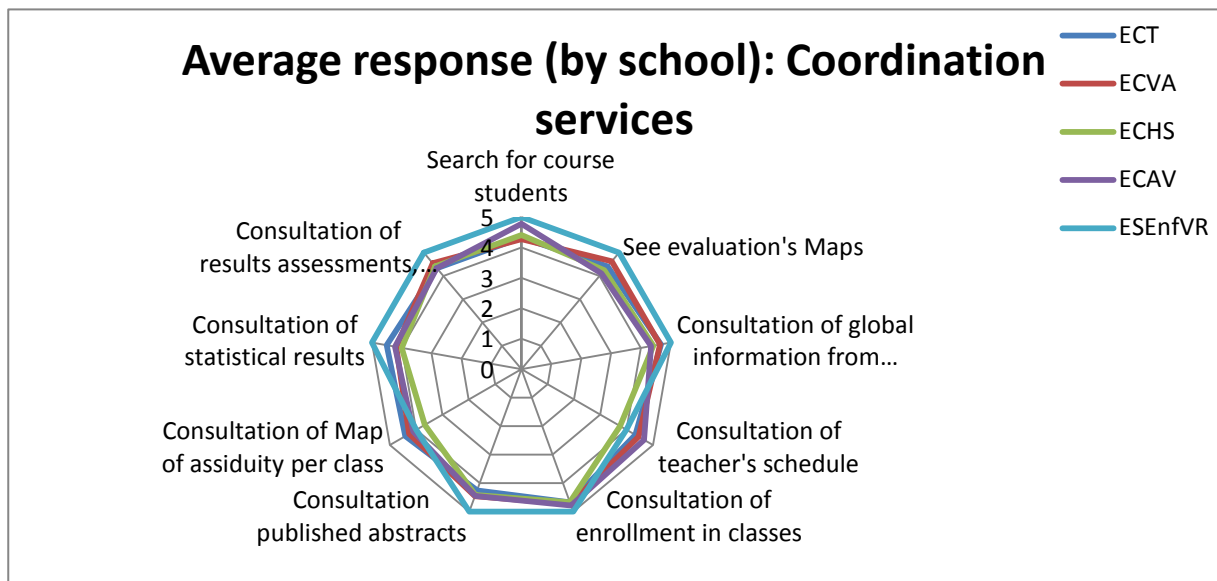 Average response (by school): Coordination
services
ECT
ECVA
ECHS
ECAV
ESEnfVR
Search for course
students
See evaluation's Maps
Consultation of global
information from…
Consultation of
teacher's schedule
Consultation of
enrollment in classes
Consultation
published abstracts
Consultation of Map
of assiduity per class
Consultation of
statistical results
Consultation of
results assessments,…
5
4
3
2
1
0